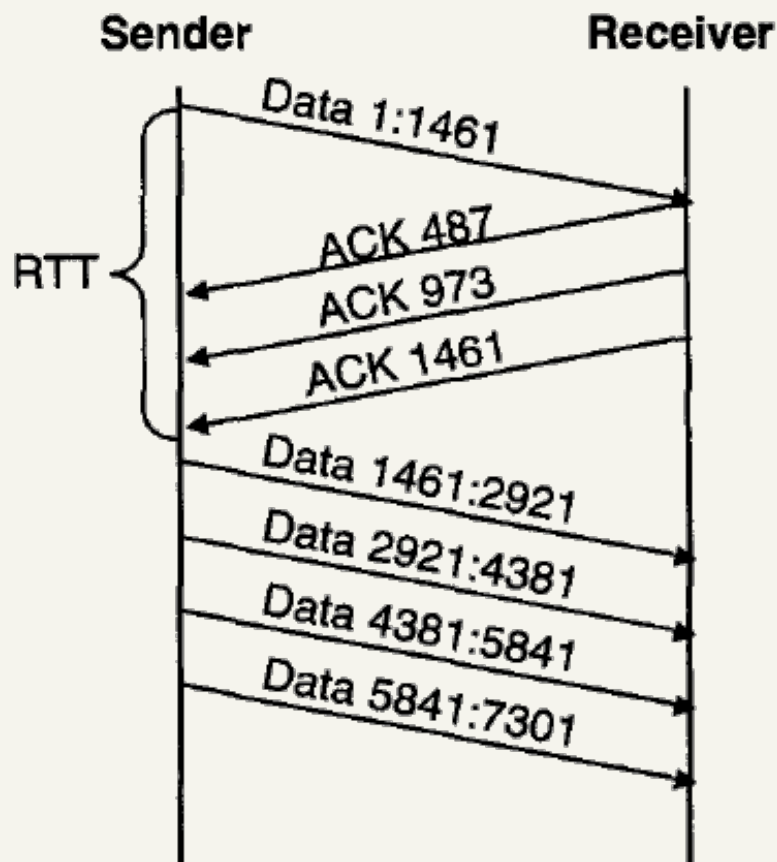 Sender
Receiver
Data 1:1461
ACK 487
RTT
ACK 973
ACK 1461
Data 1461:2921
Data 2921:4381
Data 4381:5841
Data 5841:7301